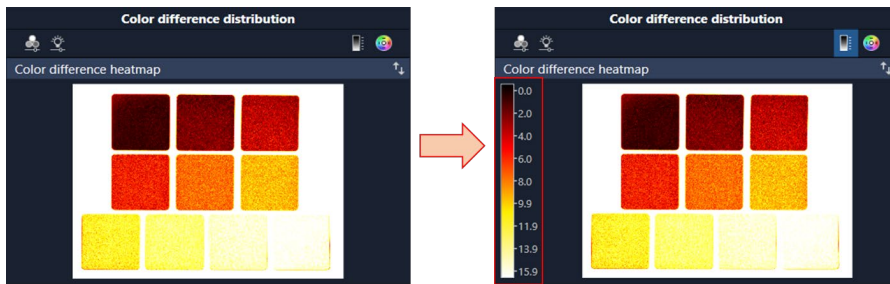 Color difference distribution
Color difference heatmap
Color difference distribution
Color difference heatmap
0.0
2.0
4.0
6.0
8.0
9.9
11.9
13.9
15.9